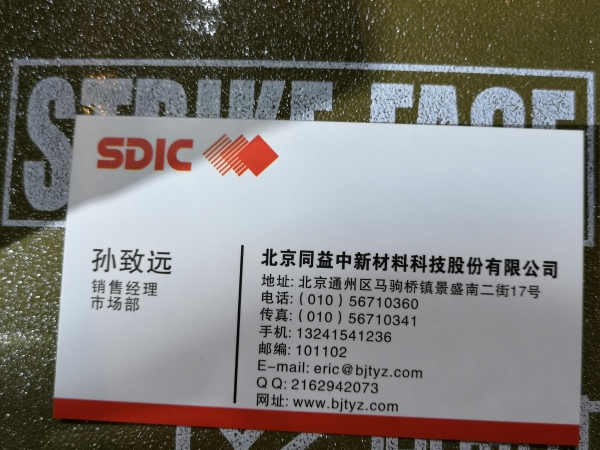 STRIKE FACE
SDIC
孙致远
销售经理
市场部
北京同益中新材料科技股份有限公司
地址: 北京通州区马驹桥镇景盛南二街17号
电话: (010) 56710360
传真: (010) 56710341
手机: 13241541236
邮编: 101102
E-mail: eric@bjtyz.com
Q Q: 2162942073
网址: www.bjtyz.com